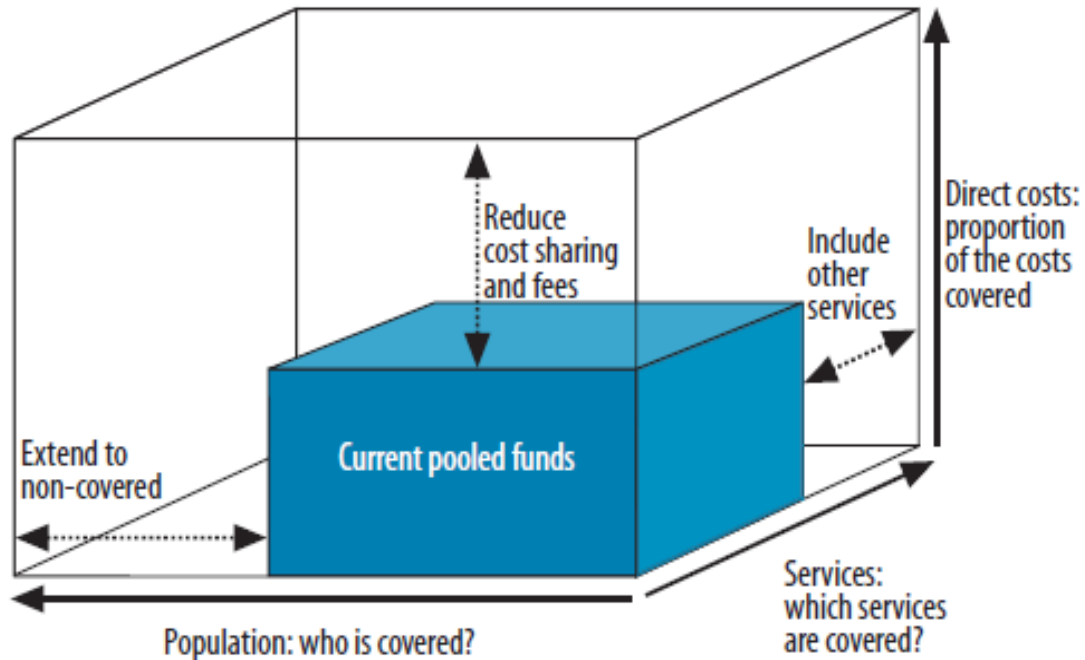 Reduce
cost sharing
and fees
Include
other
services
Direct costs:
proportion
of the costs
covered
Extend to
non-covered
Current pooled funds
Services:
which services
are covered?
Population: who is covered?